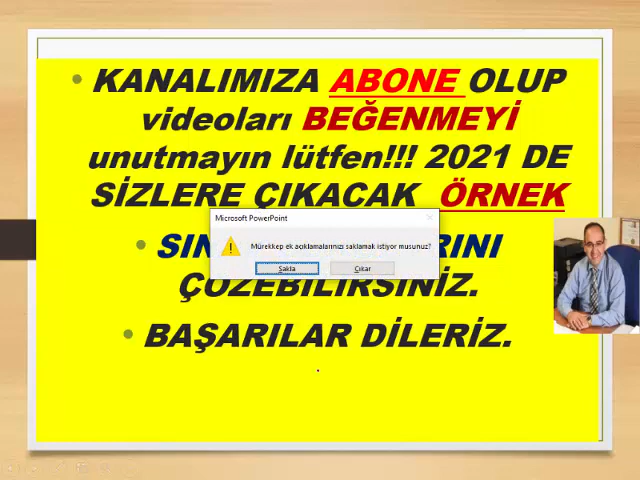 • KANALIMIZA ABONE OLUP
videoları BEĞENMEYİ
unutmayın lütfen!!! 2021 DE
SİZLERE ÇIKACAK ÖRNEK
Microsoft PowerPoint
Mürekkep ek açıklamalarınızı saklamak istiyor musunuz?
Sakla
Çıkar
• SIN
ÇÖZEBİLİRSİNİZ.
• BAŞARILAR DİLERİZ.
.